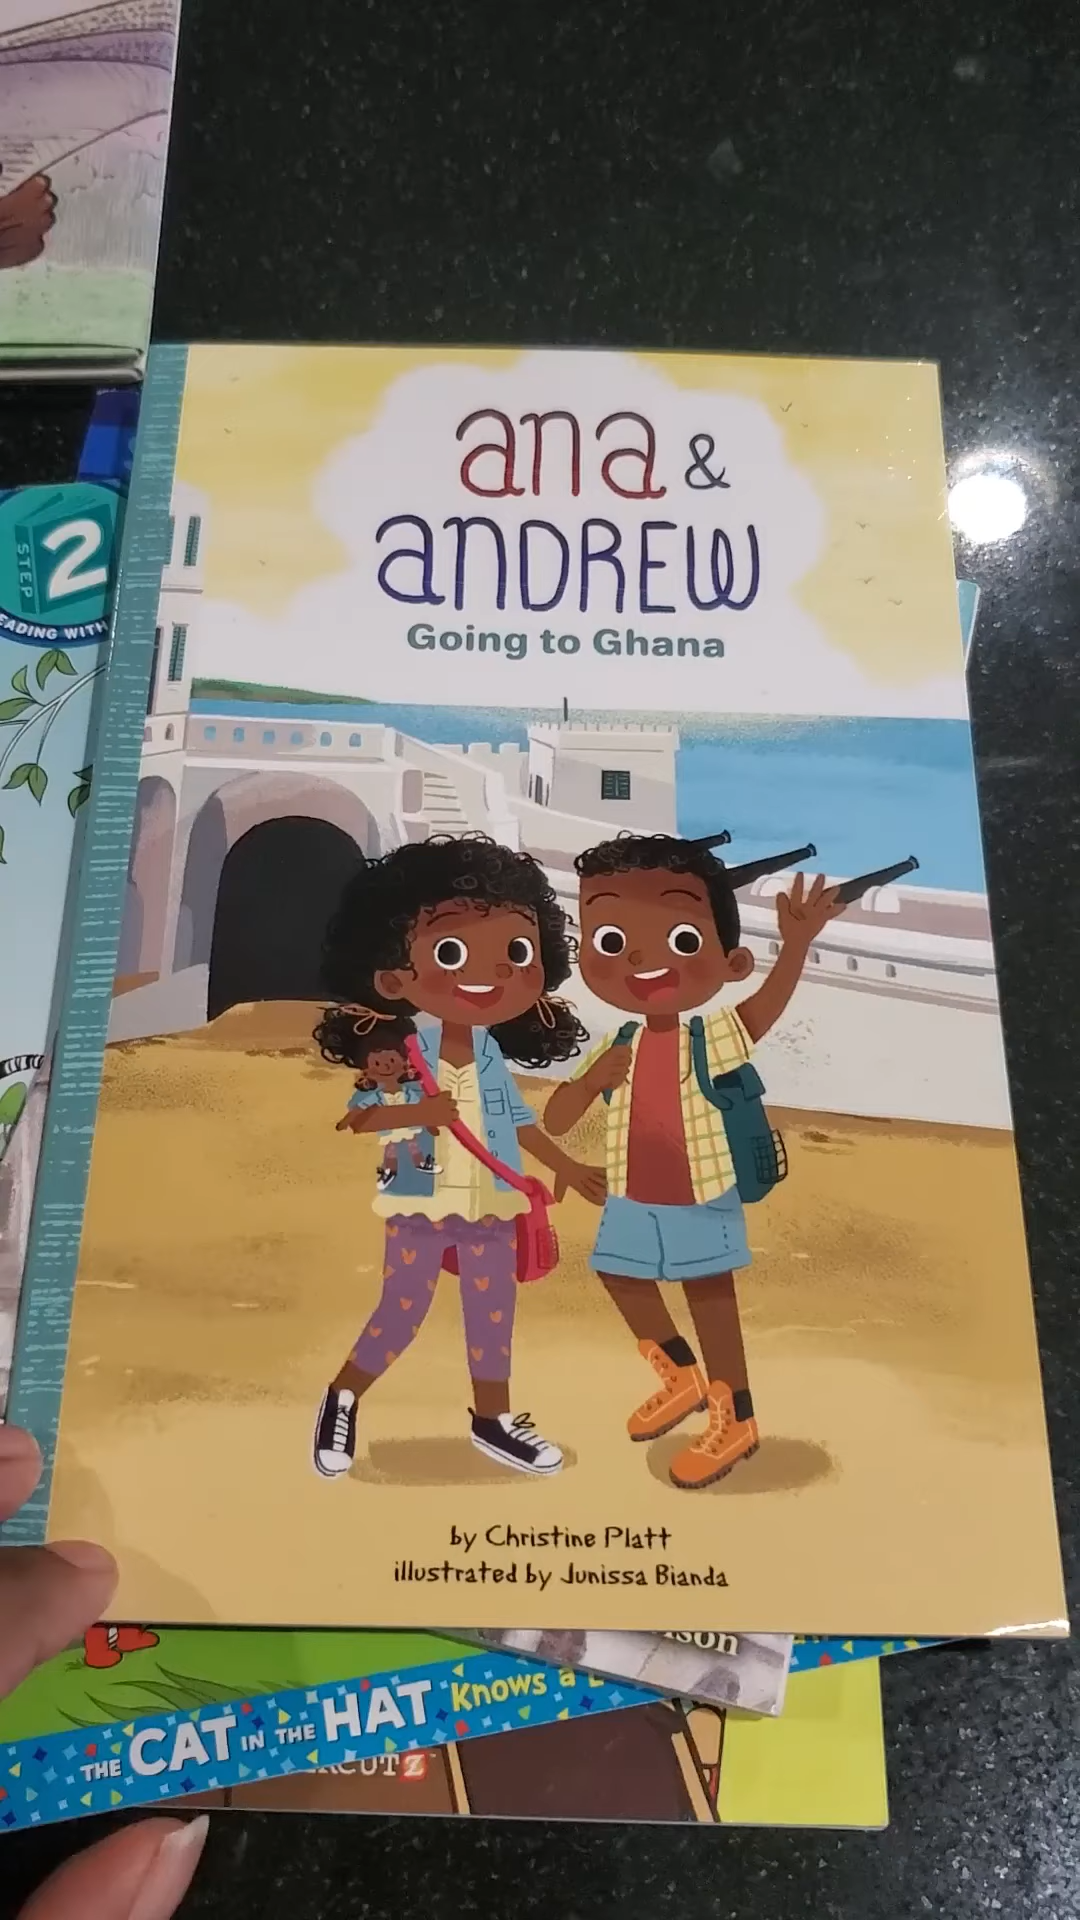 ana &
andrew
Going to Ghana
STEP
2
READING WITH
by Christine Platt
illustrated by Junissa Bianda
THE CAT IN THE HAT Knows a